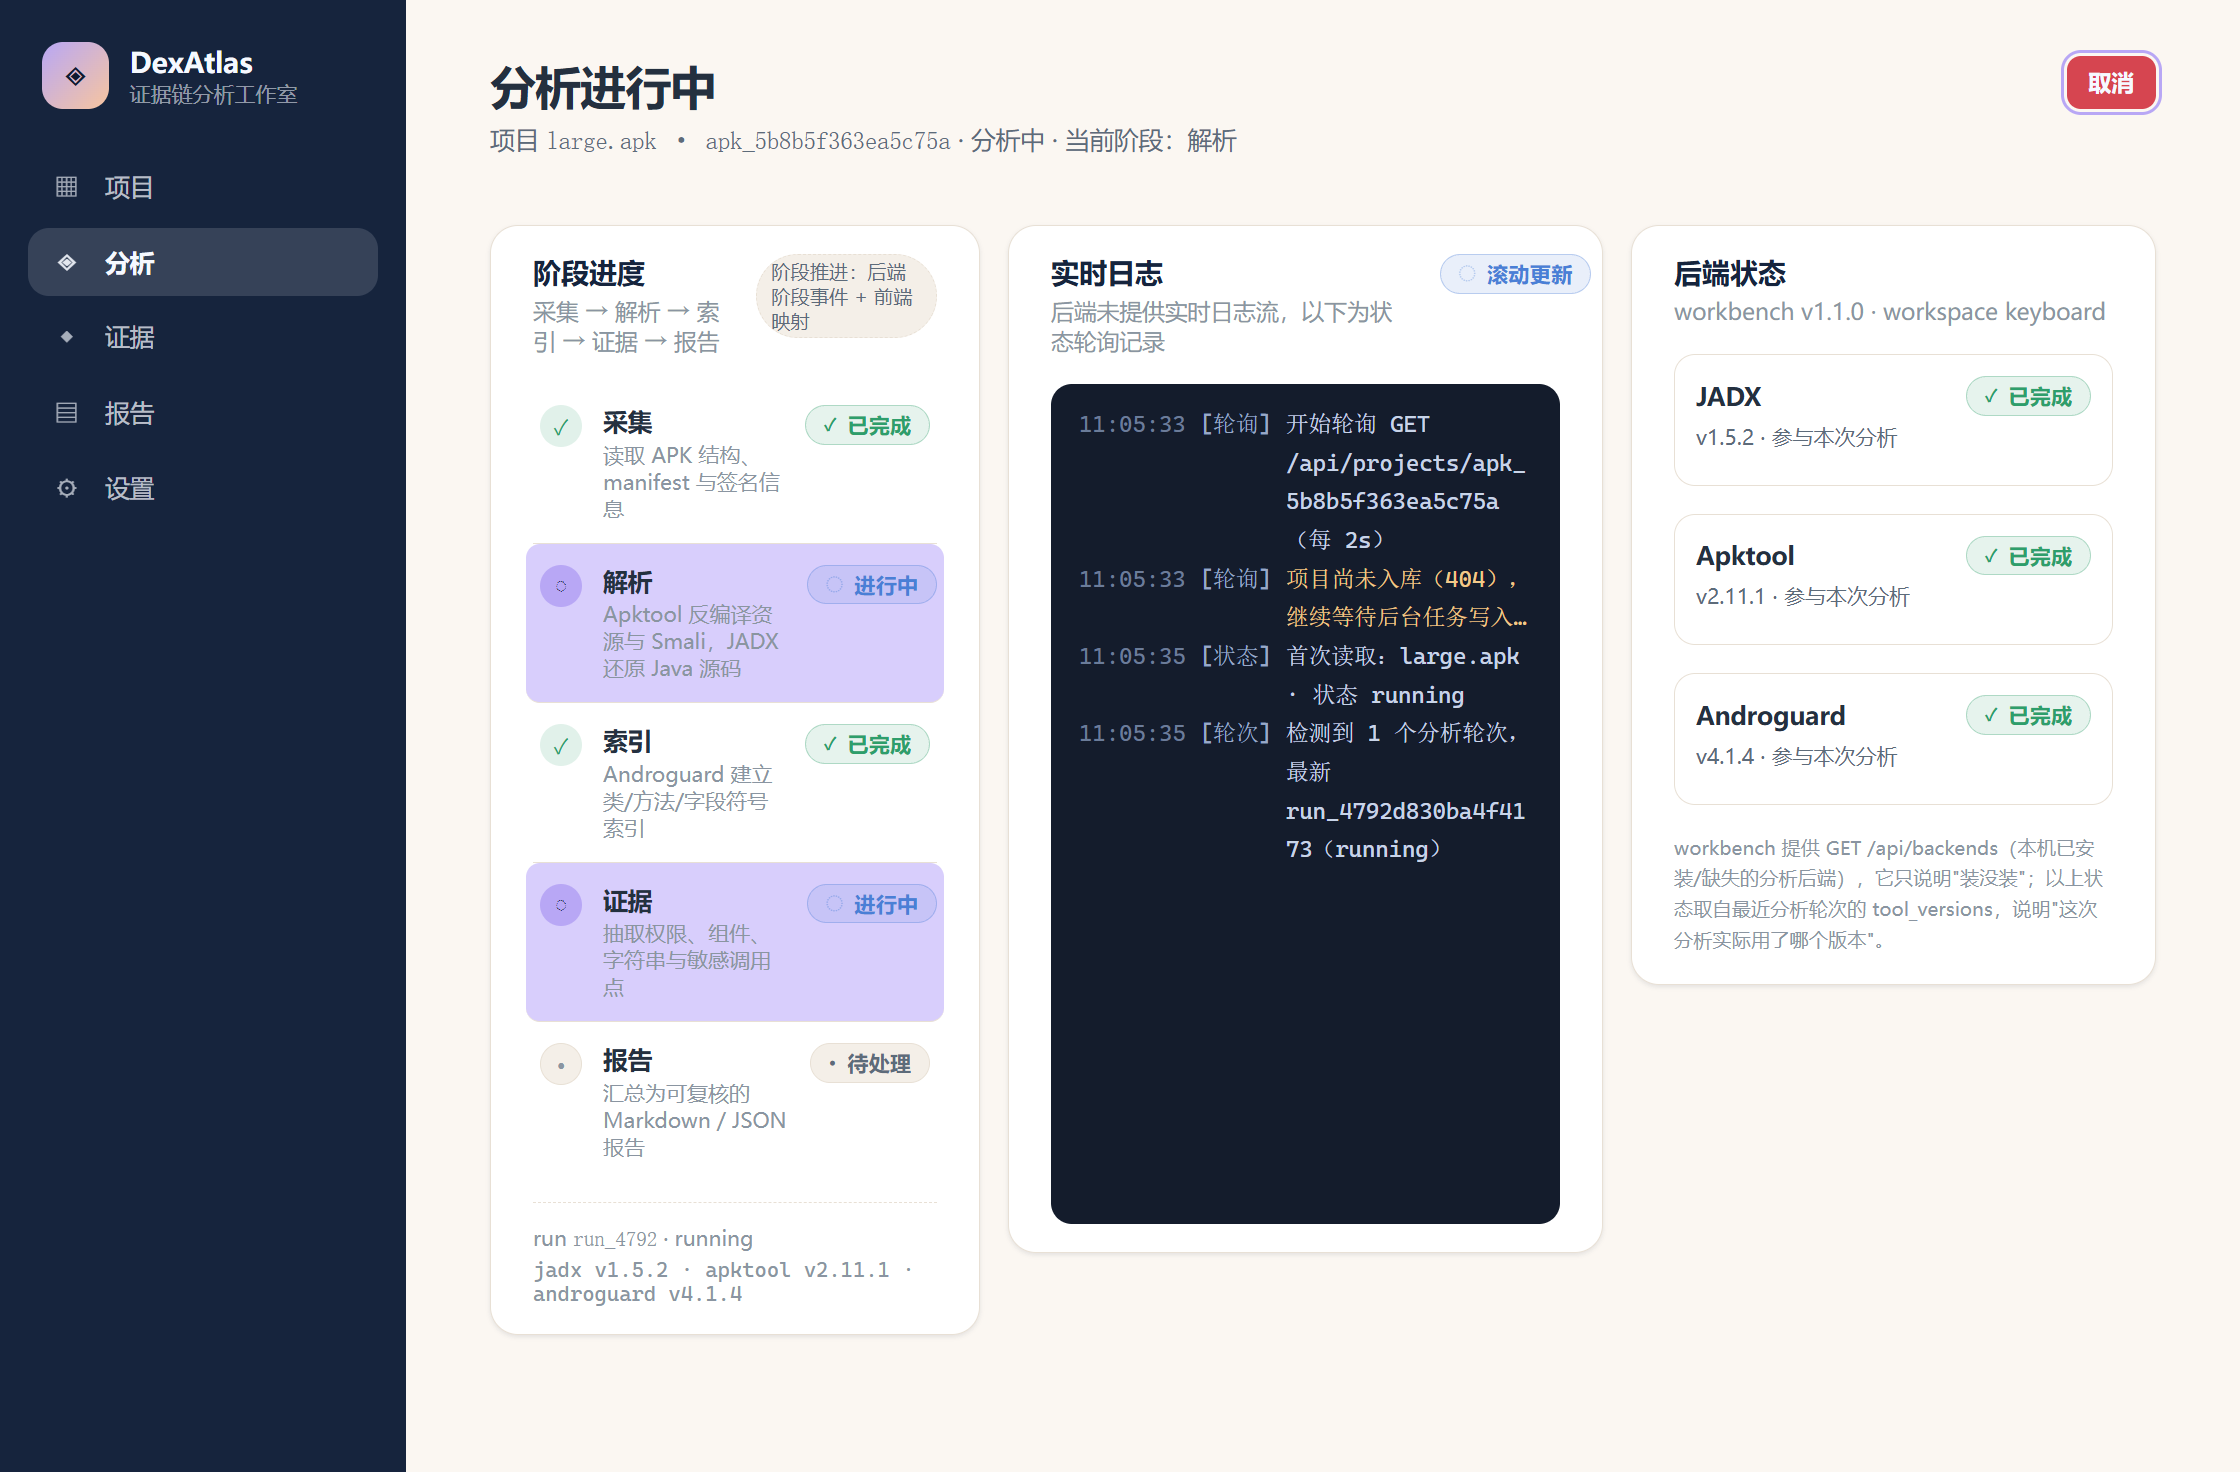 DexAtlas
证据链分析工作室
项目
分析
证据
报告
设置
分析进行中
项目 large.apk • apk_5b8b5f363ea5c75a · 分析中 · 当前阶段：解析
取消
阶段进度
采集 → 解析 → 索
引 → 证据 → 报告
阶段推进：后端
阶段事件 + 前端
映射
采集
✓ 已完成
读取 APK 结构、
manifest 与签名信
息
解析
进行中
Apktool 反编译资
源与 Smali，JADX
还原 Java 源码
索引
✓ 已完成
Androguard 建立
类/方法/字段符号
索引
证据
进行中
抽取权限、组件、
字符串与敏感调用
点
报告
• 待处理
汇总为可复核的
Markdown / JSON
报告
run run_4792 · running
jadx v1.5.2 · apktool v2.11.1 ·
androguard v4.1.4
实时日志
滚动更新
后端未提供实时日志流，以下为状
态轮询记录
11:05:33 [轮询] 开始轮询 GET
/api/projects/apk_
5b8b5f363ea5c75a
（每 2s）
11:05:33 [轮询] 项目尚未入库（404），
继续等待后台任务写入…
11:05:35 [状态] 首次读取：large.apk
· 状态 running
11:05:35 [轮次] 检测到 1 个分析轮次，
最新
run_4792d830ba4f41
73（running）
后端状态
workbench v1.1.0 · workspace keyboard
JADX
✓ 已完成
v1.5.2 · 参与本次分析
Apktool
✓ 已完成
v2.11.1 · 参与本次分析
Androguard
✓ 已完成
v4.1.4 · 参与本次分析
workbench 提供 GET /api/backends（本机已安
装/缺失的分析后端），它只说明"装没装"；以上状
态取自最近分析轮次的 tool_versions，说明"这次
分析实际用了哪个版本"。